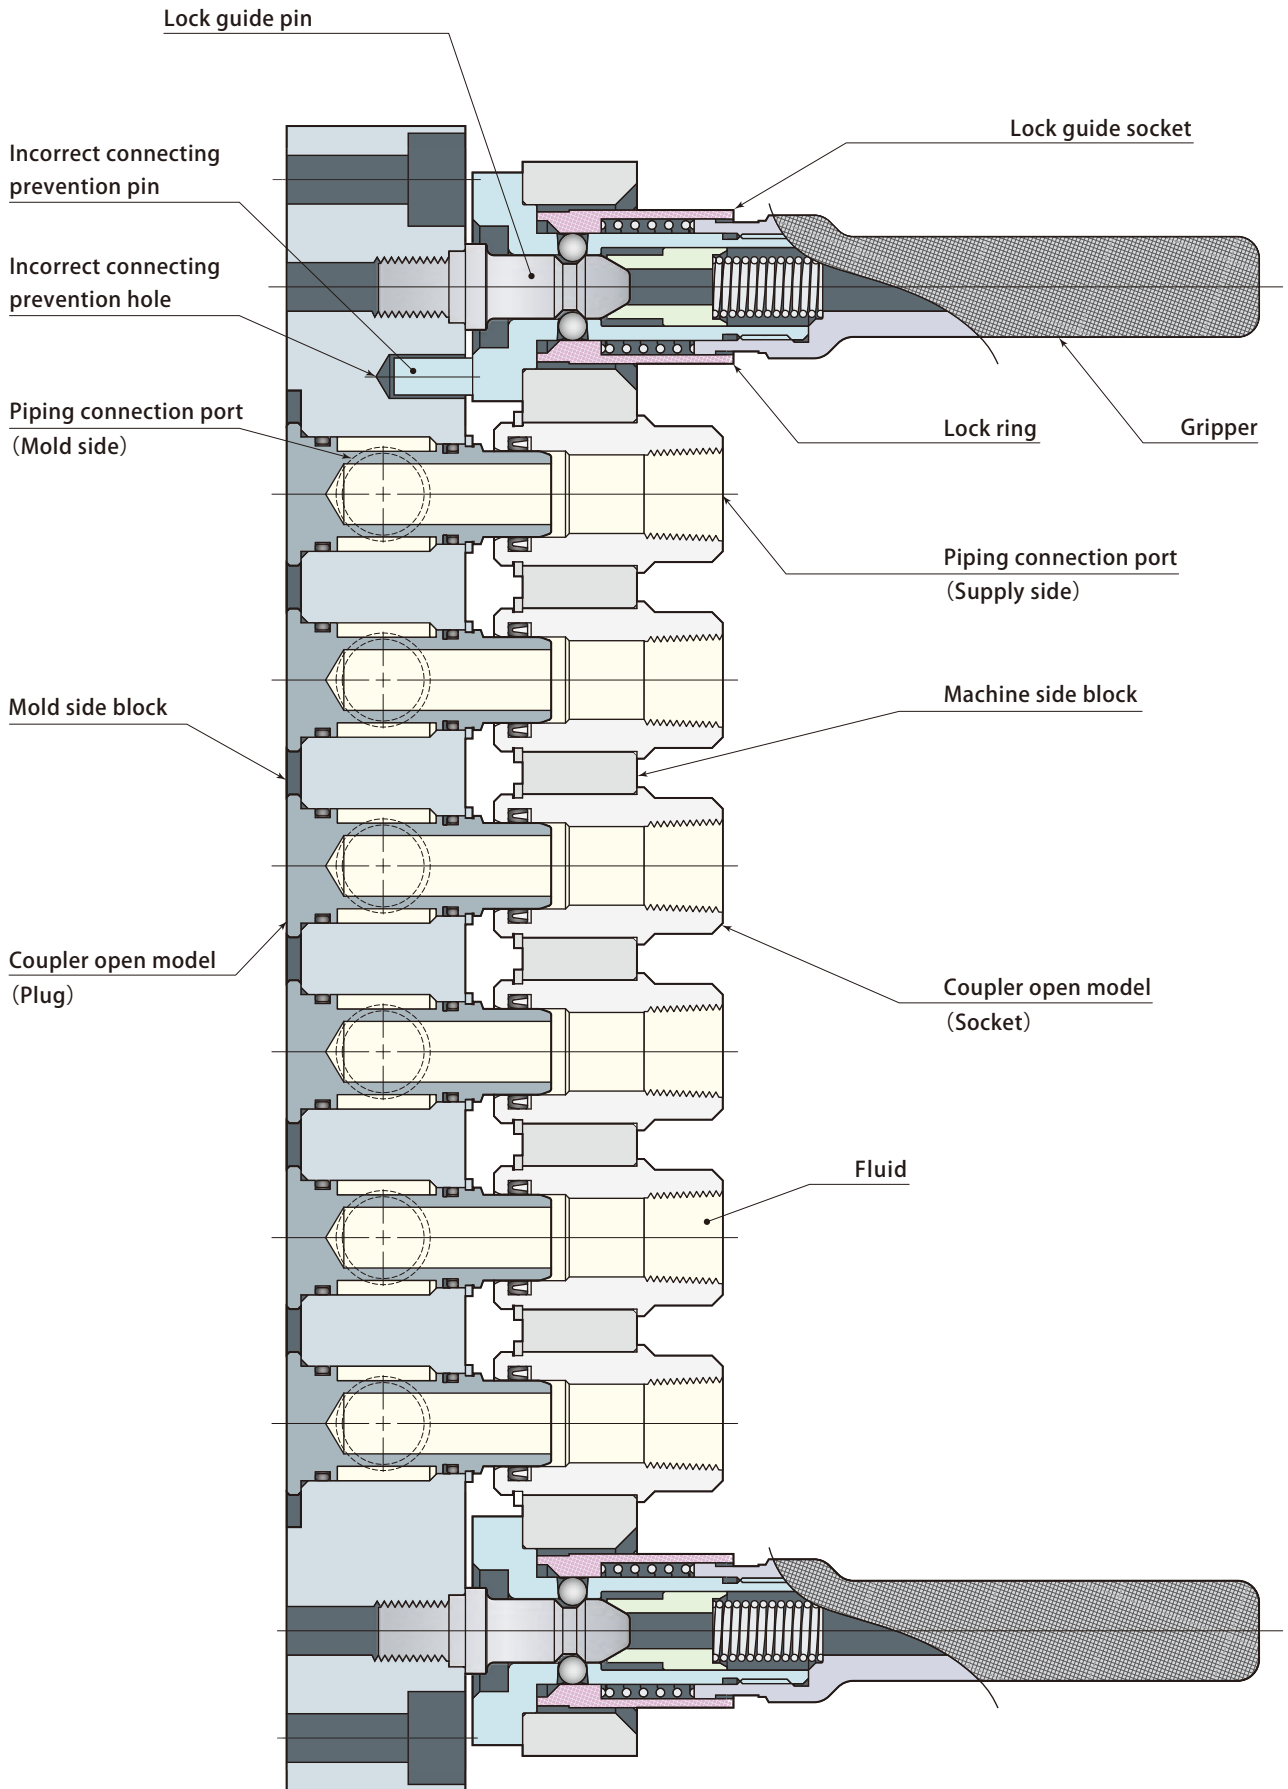 Lock guide pin
Lock guide socket
Incorrect connecting
prevention pin
Incorrect connecting
prevention hole
Piping connection port
(Mold side)
Lock ring
Gripper
Piping connection port
(Supply side)
Mold side block
Machine side block
Coupler open model
(Plug)
Coupler open model
(Socket)
Fluid